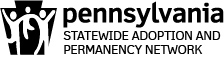 pennsylvania
STATEWIDE ADOPTION AND
PERMANENCY NETWORK